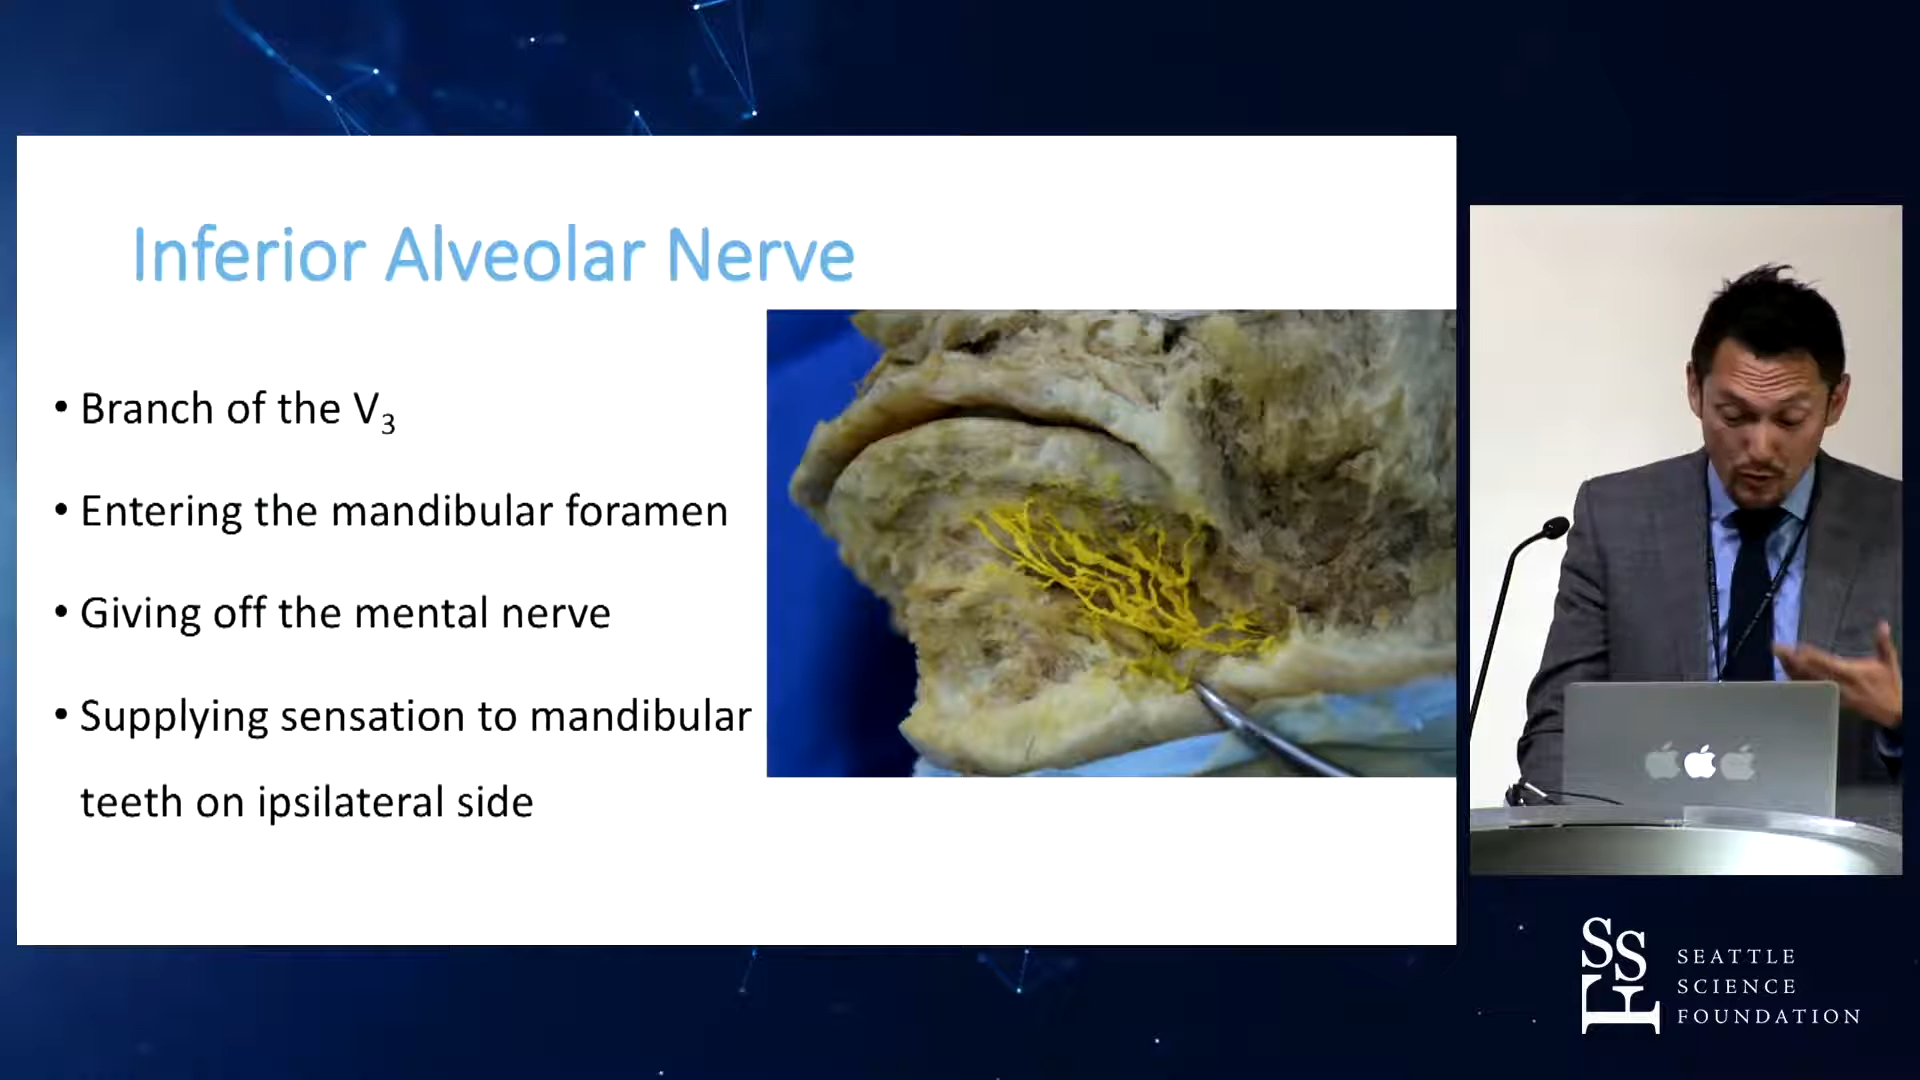 Inferior Alveolar Nerve
• Branch of the V₃
• Entering the mandibular foramen
• Giving off the mental nerve
• Supplying sensation to mandibular
teeth on ipsilateral side
SSF
SEATTLE
SCIENCE
FOUNDATION